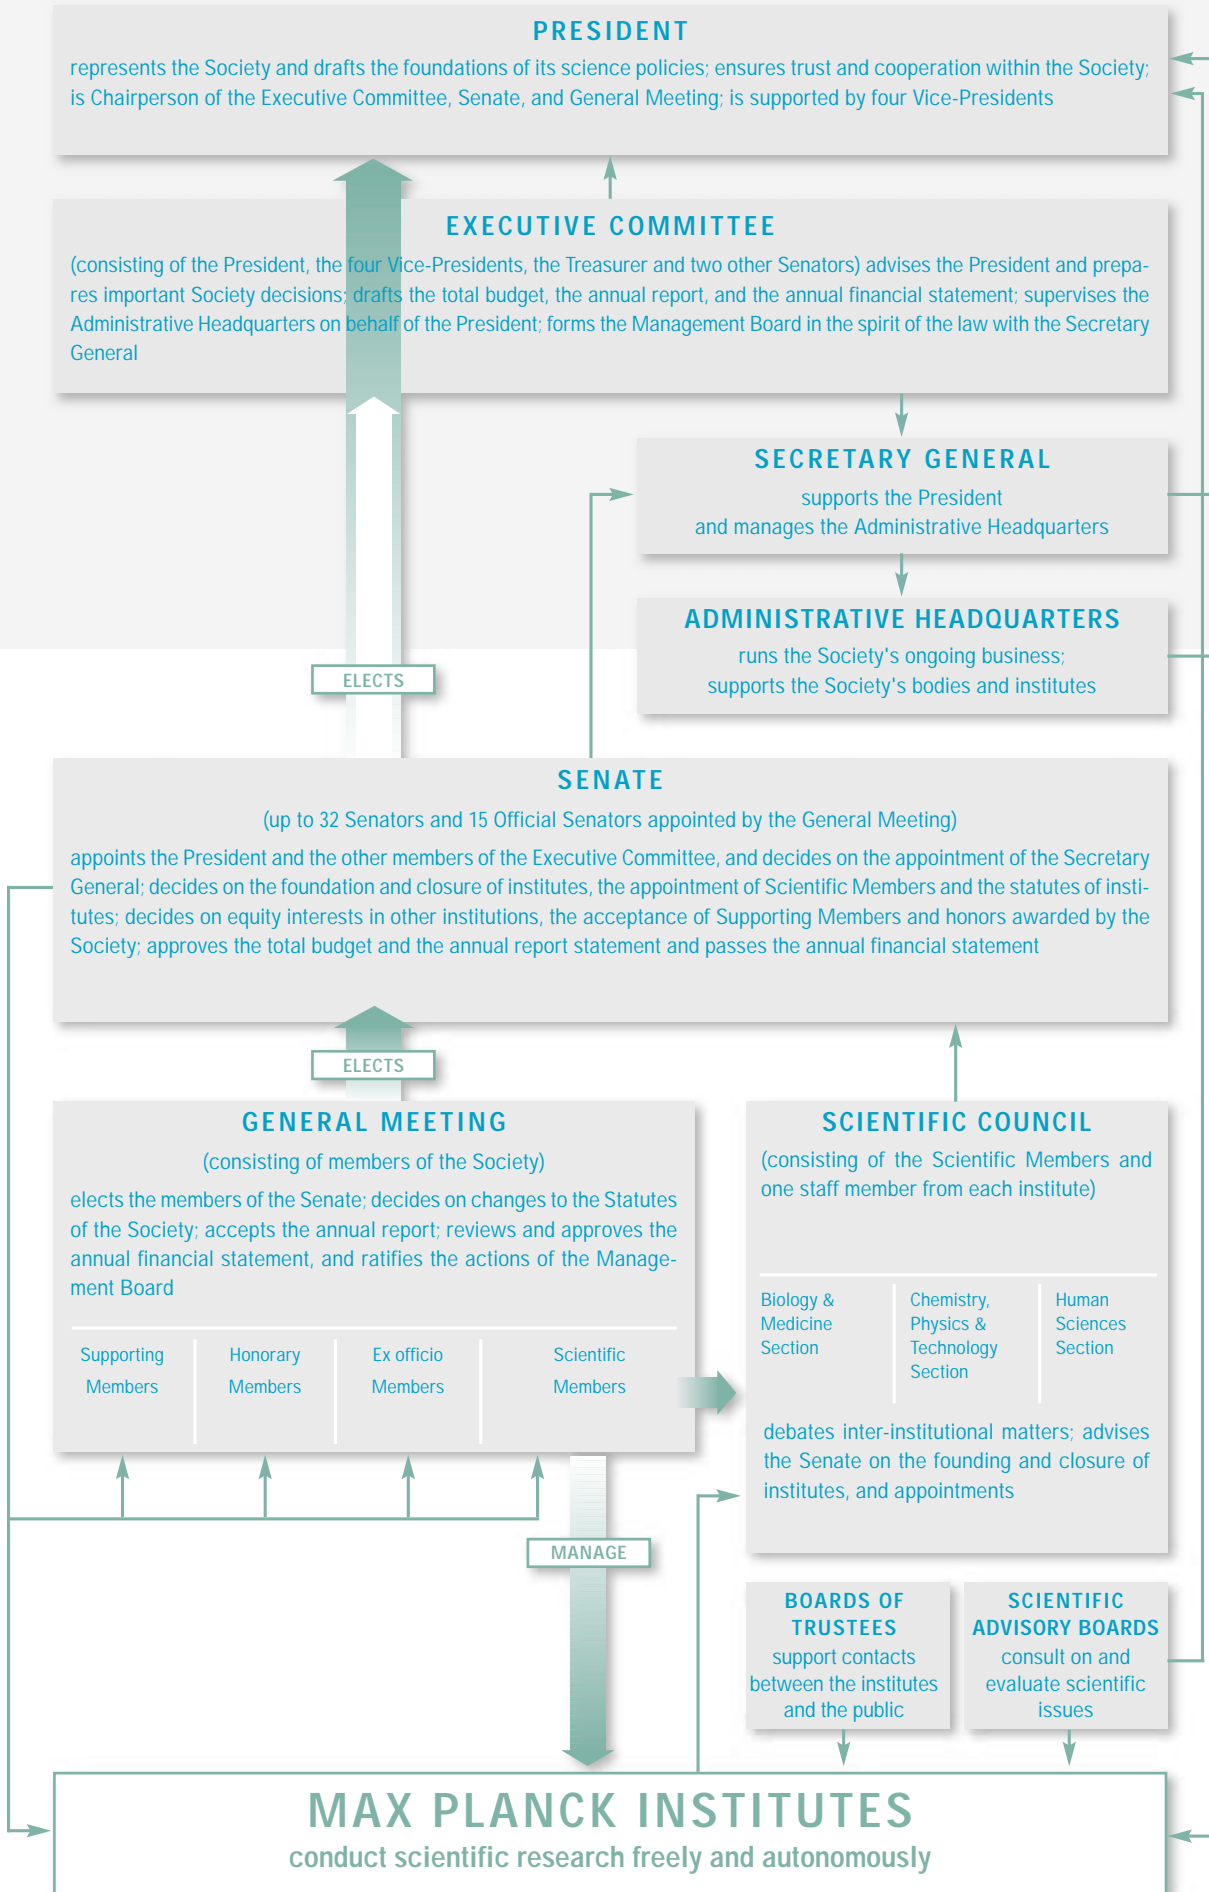 PRESIDENT
represents the Society and drafts the foundations of its science policies; ensures trust and cooperation within the Society;
is Chairperson of the Executive Committee, Senate, and General Meeting; is supported by four Vice-Presidents
EXECUTIVE COMMITTEE
(consisting of the President, the four Vice-Presidents, the Treasurer and two other Senators) advises the President and prepa-
res important Society decisions; drafts the total budget, the annual report, and the annual financial statement; supervises the
Administrative Headquarters on behalf of the President; forms the Management Board in the spirit of the law with the Secretary
General
SECRETARY GENERAL
supports the President
and manages the Administrative Headquarters
ADMINISTRATIVE HEADQUARTERS
runs the Society's ongoing business;
supports the Society's bodies and institutes
ELECTS
SENATE
(up to 32 Senators and 15 Official Senators appointed by the General Meeting)
appoints the President and the other members of the Executive Committee, and decides on the appointment of the Secretary
General; decides on the foundation and closure of institutes, the appointment of Scientific Members and the statutes of insti-
tutes; decides on equity interests in other institutions, the acceptance of Supporting Members and honors awarded by the
Society; approves the total budget and the annual report statement and passes the annual financial statement
ELECTS
GENERAL MEETING
(consisting of members of the Society)
elects the members of the Senate; decides on changes to the Statutes
of the Society; accepts the annual report; reviews and approves the
annual financial statement, and ratifies the actions of the Manage-
ment Board
Supporting
Members
Honorary
Members
Ex officio
Members
Scientific
Members
SCIENTIFIC COUNCIL
(consisting of the Scientific Members and
one staff member from each institute)
Biology &
Medicine
Section
Chemistry,
Physics &
Technology
Section
Human
Sciences
Section
debates inter-institutional matters; advises
the Senate on the founding and closure of
institutes, and appointments
MANAGE
BOARDS OF
TRUSTEES
support contacts
between the institutes
and the public
SCIENTIFIC
ADVISORY BOARDS
consult on and
evaluate scientific
issues
MAX PLANCK INSTITUTES
conduct scientific research freely and autonomously